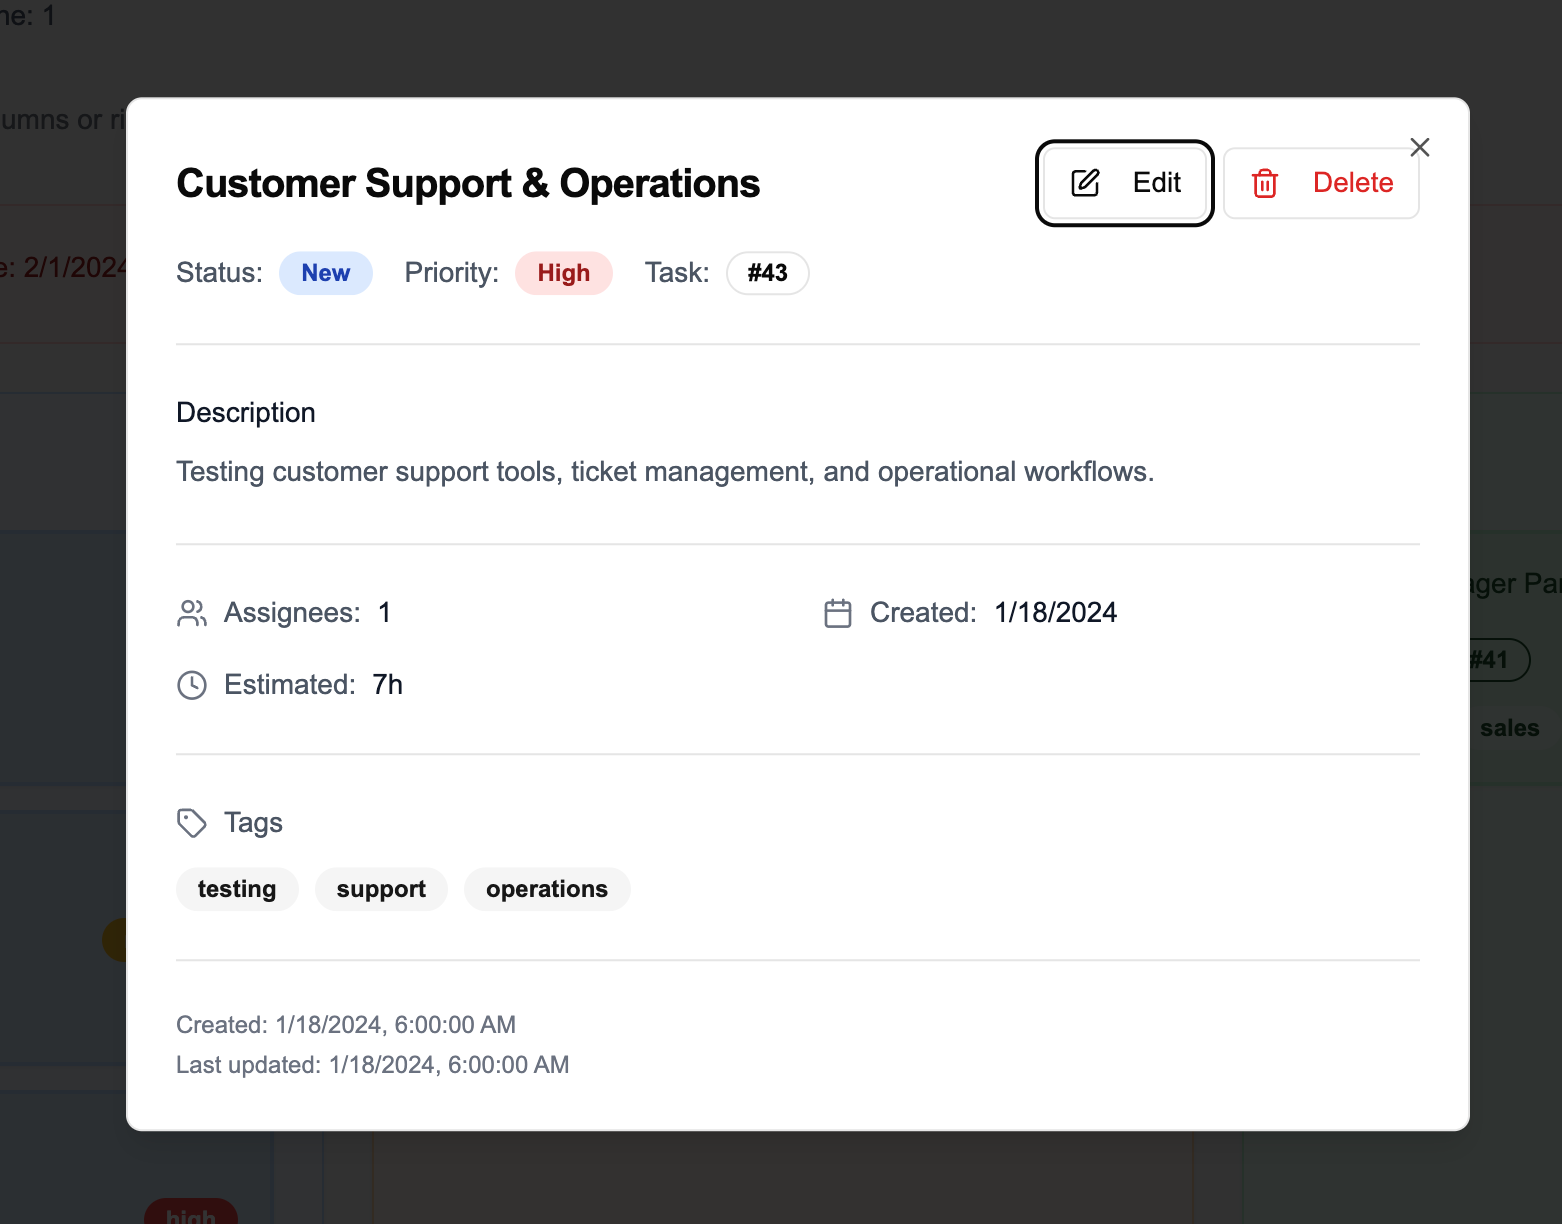 umns or ri
Customer Support & Operations
Edit
Delete
Status: New Priority: High Task: #43
: 2/1/2024
Description
Testing customer support tools, ticket management, and operational workflows.
Assignees: 1
Created: 1/18/2024
Estimated: 7h
ager Par
#41
sales
Tags
testing support operations
Created: 1/18/2024, 6:00:00 AM
Last updated: 1/18/2024, 6:00:00 AM
high
ne: 1